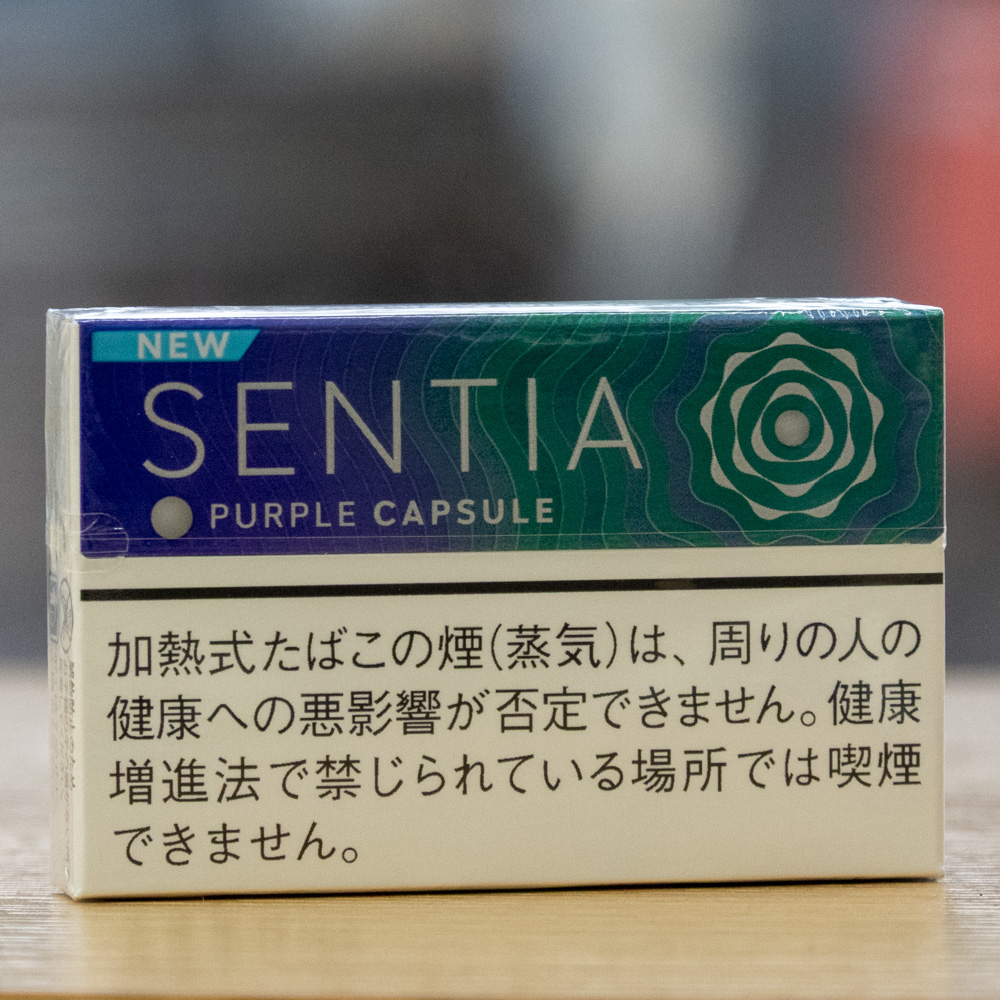 NEW
SENTIA
PURPLE CAPSULE
加熱式たばこの煙(蒸気)は、周りの人の
健康への悪影響が否定できません。健康
増進法で禁じられている場所では喫煙
できません。